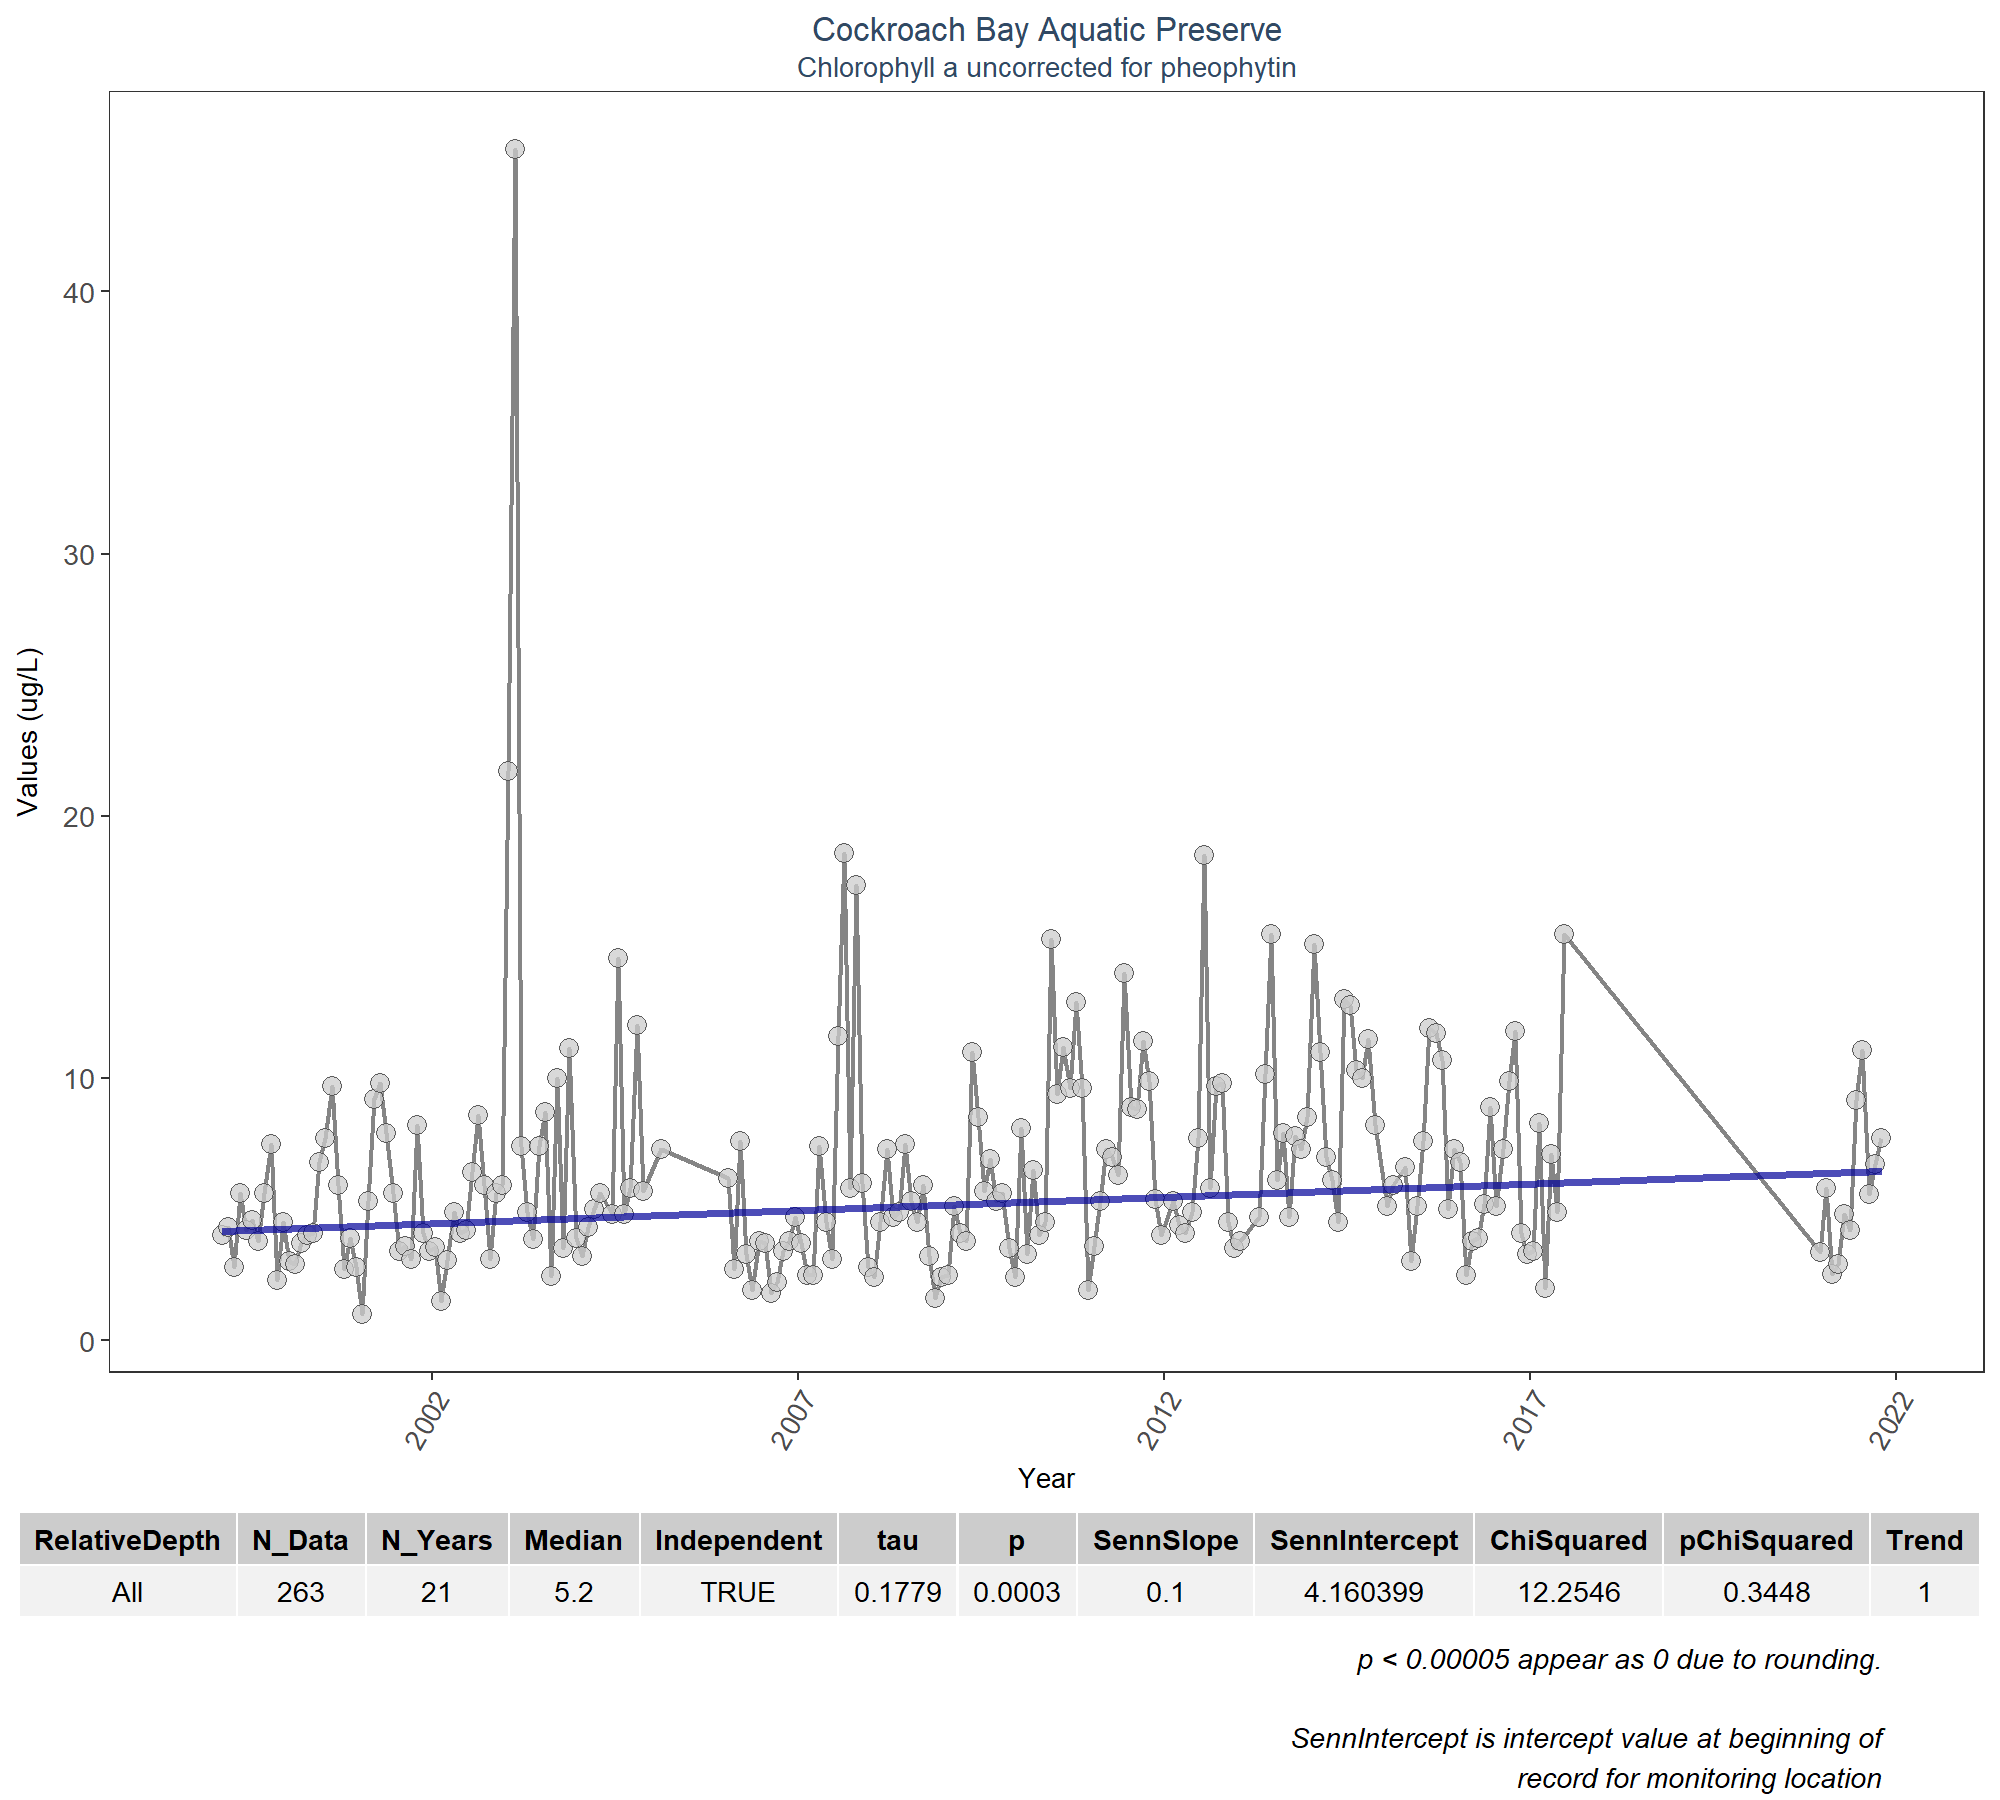 Cockroach Bay Aquatic Preserve
Chlorophyll a uncorrected for pheophytin
Values (ug/L)
40
30
20
10
0
2002 2007 2012 2017 2022
Year
RelativeDepth N_Data N_Years Median Independent tau p SennSlope SennIntercept ChiSquared pChiSquared Trend
All 263 21 5.2 TRUE 0.1779 0.0003 0.1 4.160399 12.2546 0.3448 1
p < 0.00005 appear as 0 due to rounding.
SennIntercept is intercept value at beginning of
record for monitoring location